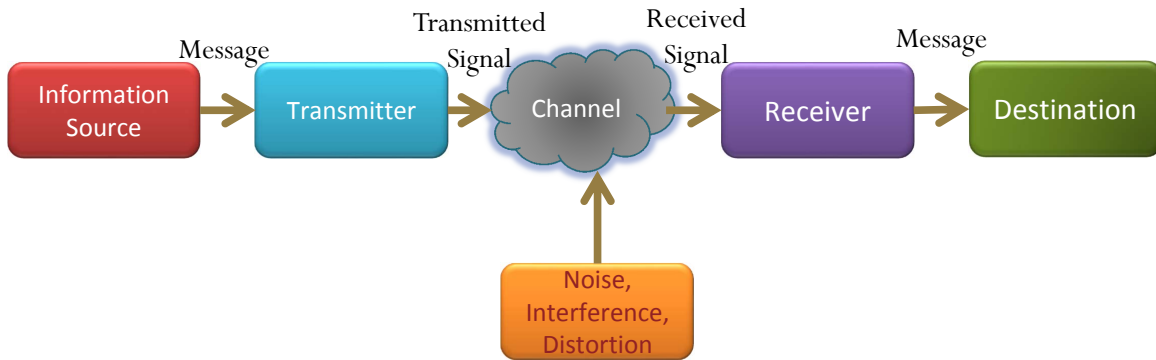 Message
Transmitted
Signal
Received
Signal
Message
Information
Source
Transmitter
Channel
Receiver
Destination
Noise,
Interference,
Distortion